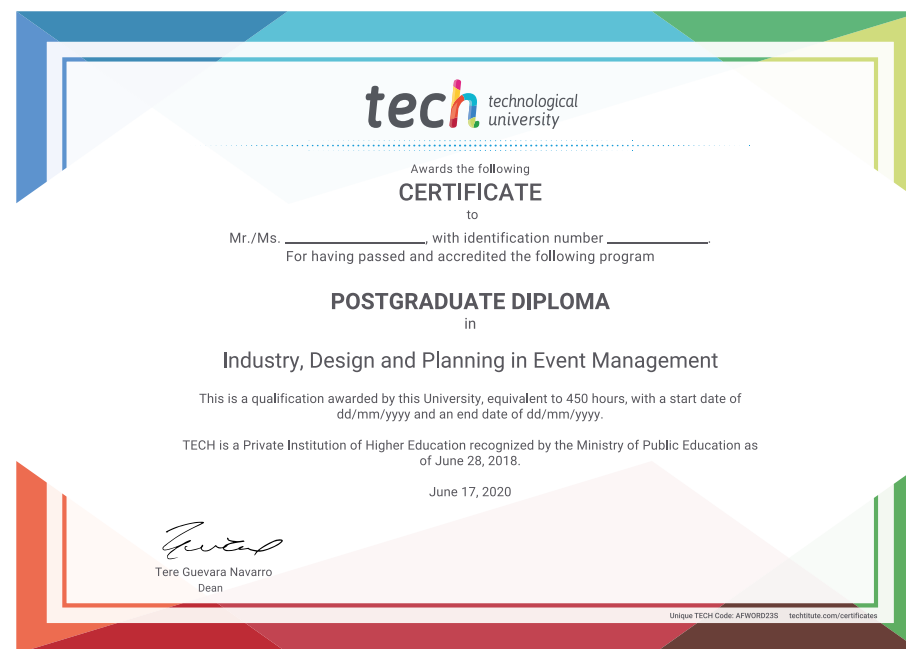 tech technological
university
Awards the following
CERTIFICATE
to
Mr./Ms. ____________________, with identification number ______________.
For having passed and accredited the following program
POSTGRADUATE DIPLOMA
in
Industry, Design and Planning in Event Management
This is a qualification awarded by this University, equivalent to 450 hours, with a start date of
dd/mm/yyyy and an end date of dd/mm/yyyy.
TECH is a Private Institution of Higher Education recognized by the Ministry of Public Education as
of June 28, 2018.
June 17, 2020
Tere Guevara Navarro
Dean
Unique TECH Code: AFWORD23S techtitute.com/certificates